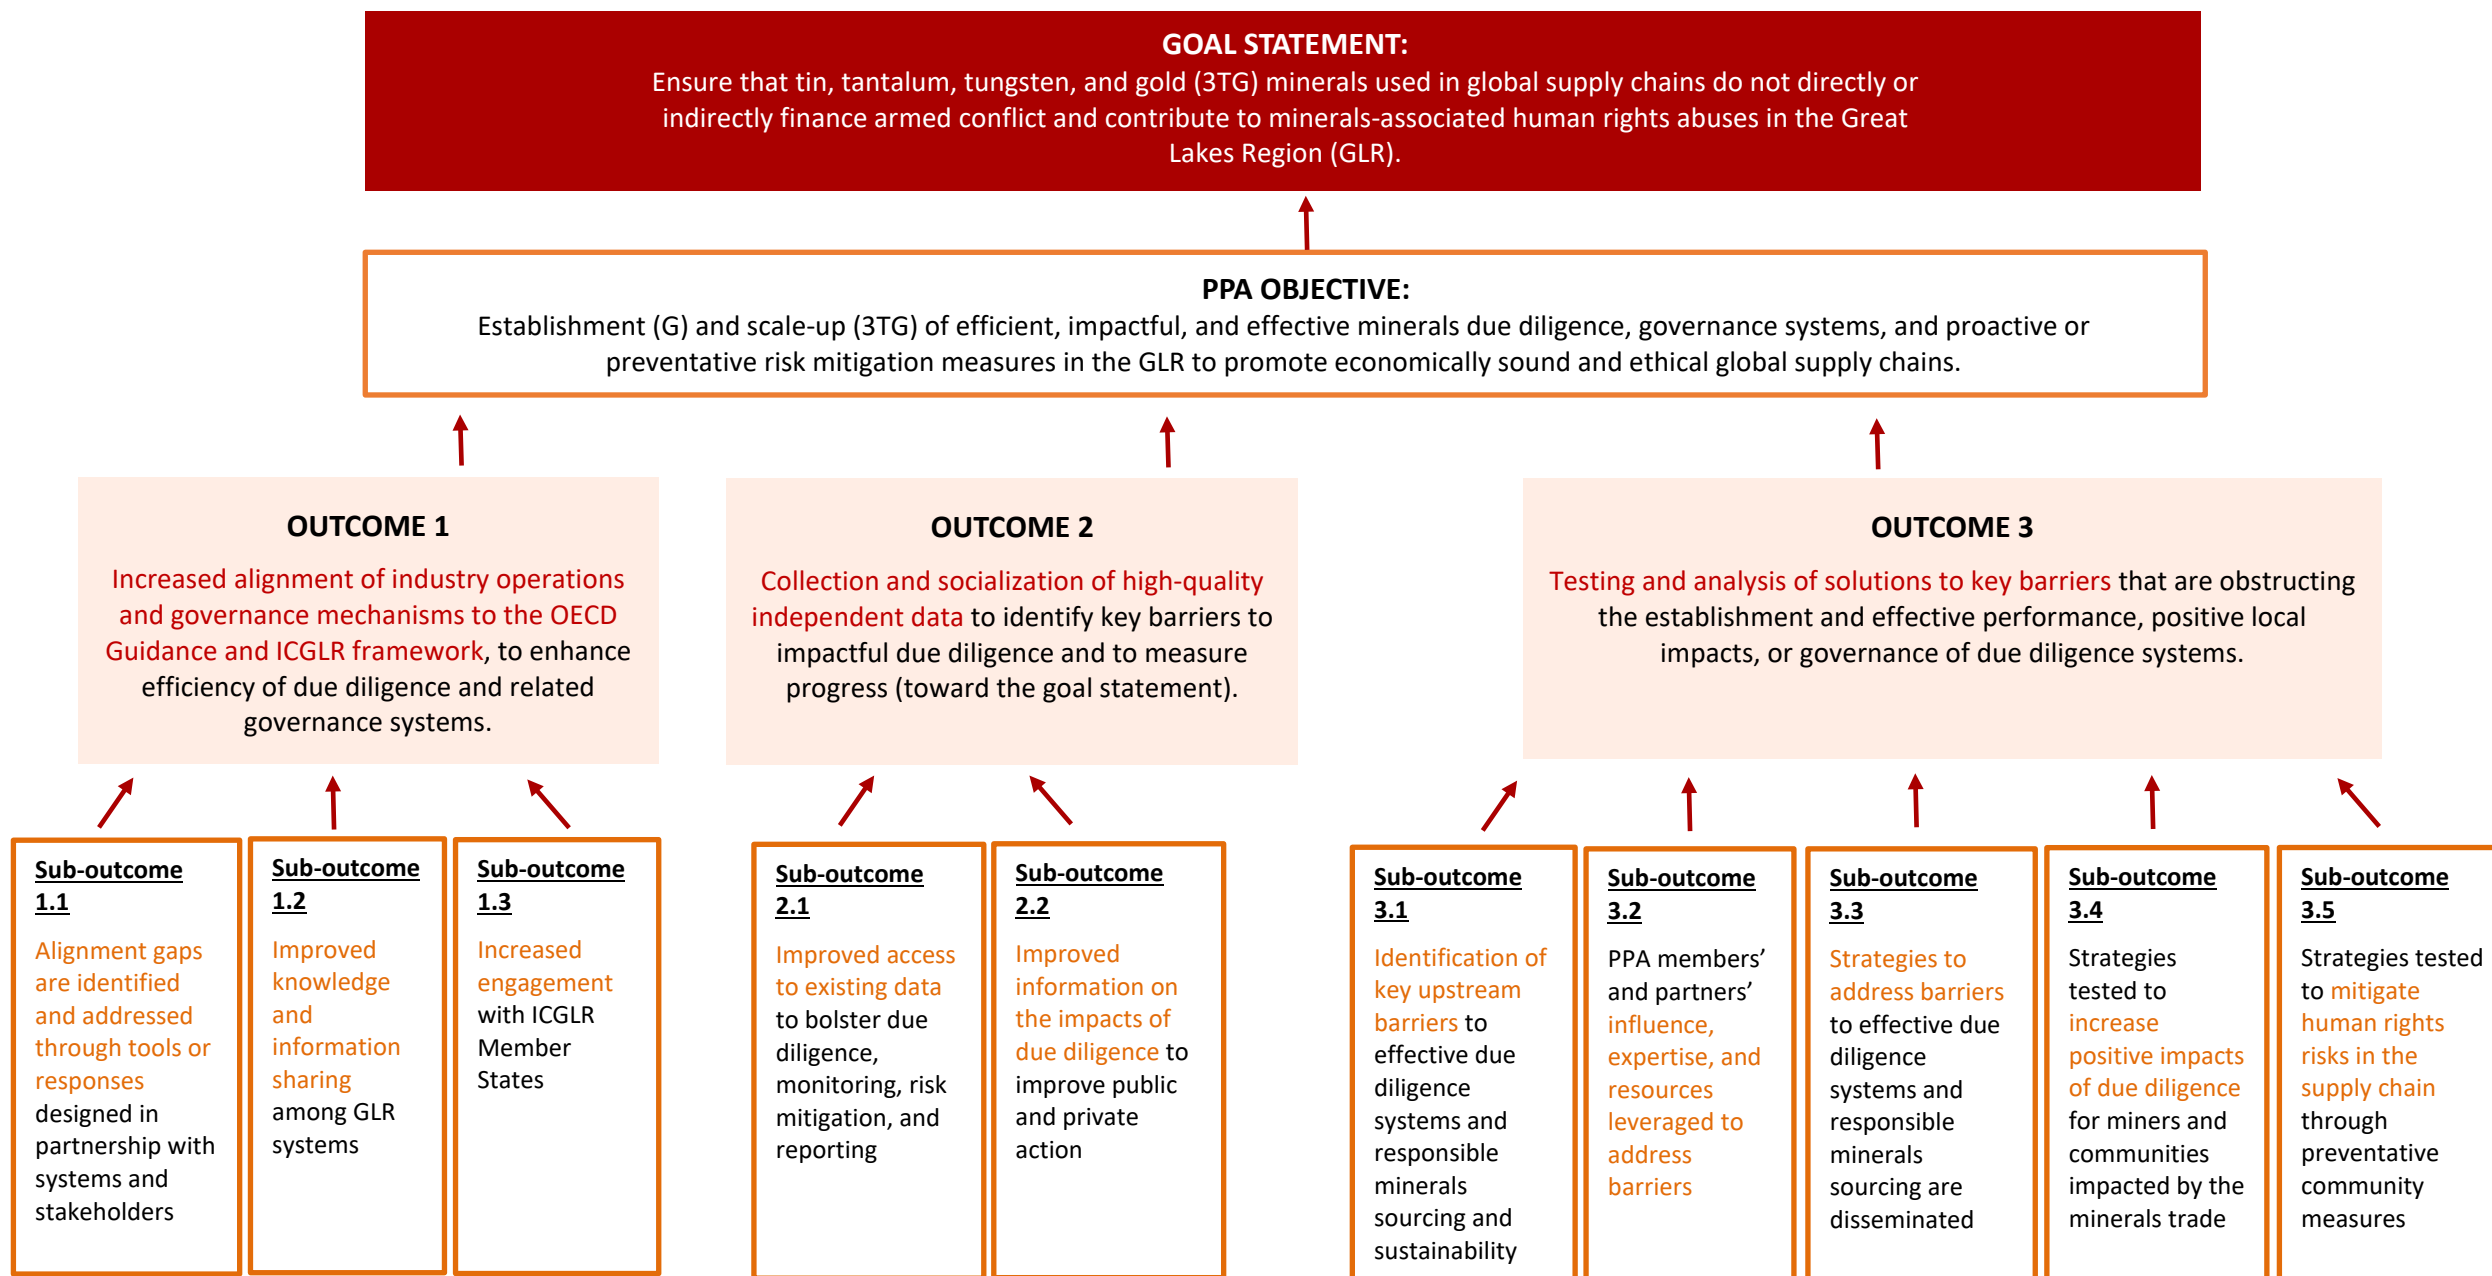 GOAL STATEMENT:
Ensure that tin, tantalum, tungsten, and gold (3TG) minerals used in global supply chains do not directly or
indirectly finance armed conflict and contribute to minerals-associated human rights abuses in the Great
Lakes Region (GLR).
PPA OBJECTIVE:
Establishment (G) and scale-up (3TG) of efficient, impactful, and effective minerals due diligence, governance systems, and proactive or
preventative risk mitigation measures in the GLR to promote economically sound and ethical global supply chains.
OUTCOME 1
Increased alignment of industry operations
and governance mechanisms to the OECD
Guidance and ICGLR framework, to enhance
efficiency of due diligence and related
governance systems.
OUTCOME 2
Collection and socialization of high-quality
independent data to identify key barriers to
impactful due diligence and to measure
progress (toward the goal statement).
OUTCOME 3
Testing and analysis of solutions to key barriers that are obstructing
the establishment and effective performance, positive local
impacts, or governance of due diligence systems.
Sub-outcome
1.1
Alignment gaps
are identified
and addressed
through tools or
responses
designed in
partnership with
systems and
stakeholders
Sub-outcome
1.2
Improved
knowledge
and
information
sharing
among GLR
systems
Sub-outcome
1.3
Increased
engagement
with ICGLR
Member
States
Sub-outcome
2.1
Improved access
to existing data
to bolster due
diligence,
monitoring, risk
mitigation, and
reporting
Sub-outcome
2.2
Improved
information on
the impacts of
due diligence to
improve public
and private
action
Sub-outcome
3.1
Identification of
key upstream
barriers to
effective due
diligence
systems and
responsible
minerals
sourcing and
sustainability
Sub-outcome
3.2
PPA members’
and partners’
influence,
expertise, and
resources
leveraged to
address
barriers
Sub-outcome
3.3
Strategies to
address barriers
to effective due
diligence
systems and
responsible
minerals
sourcing are
disseminated
Sub-outcome
3.4
Strategies
tested to
increase
positive impacts
of due diligence
for miners and
communities
impacted by the
minerals trade
Sub-outcome
3.5
Strategies tested
to mitigate
human rights
risks in the
supply chain
through
preventative
community
measures